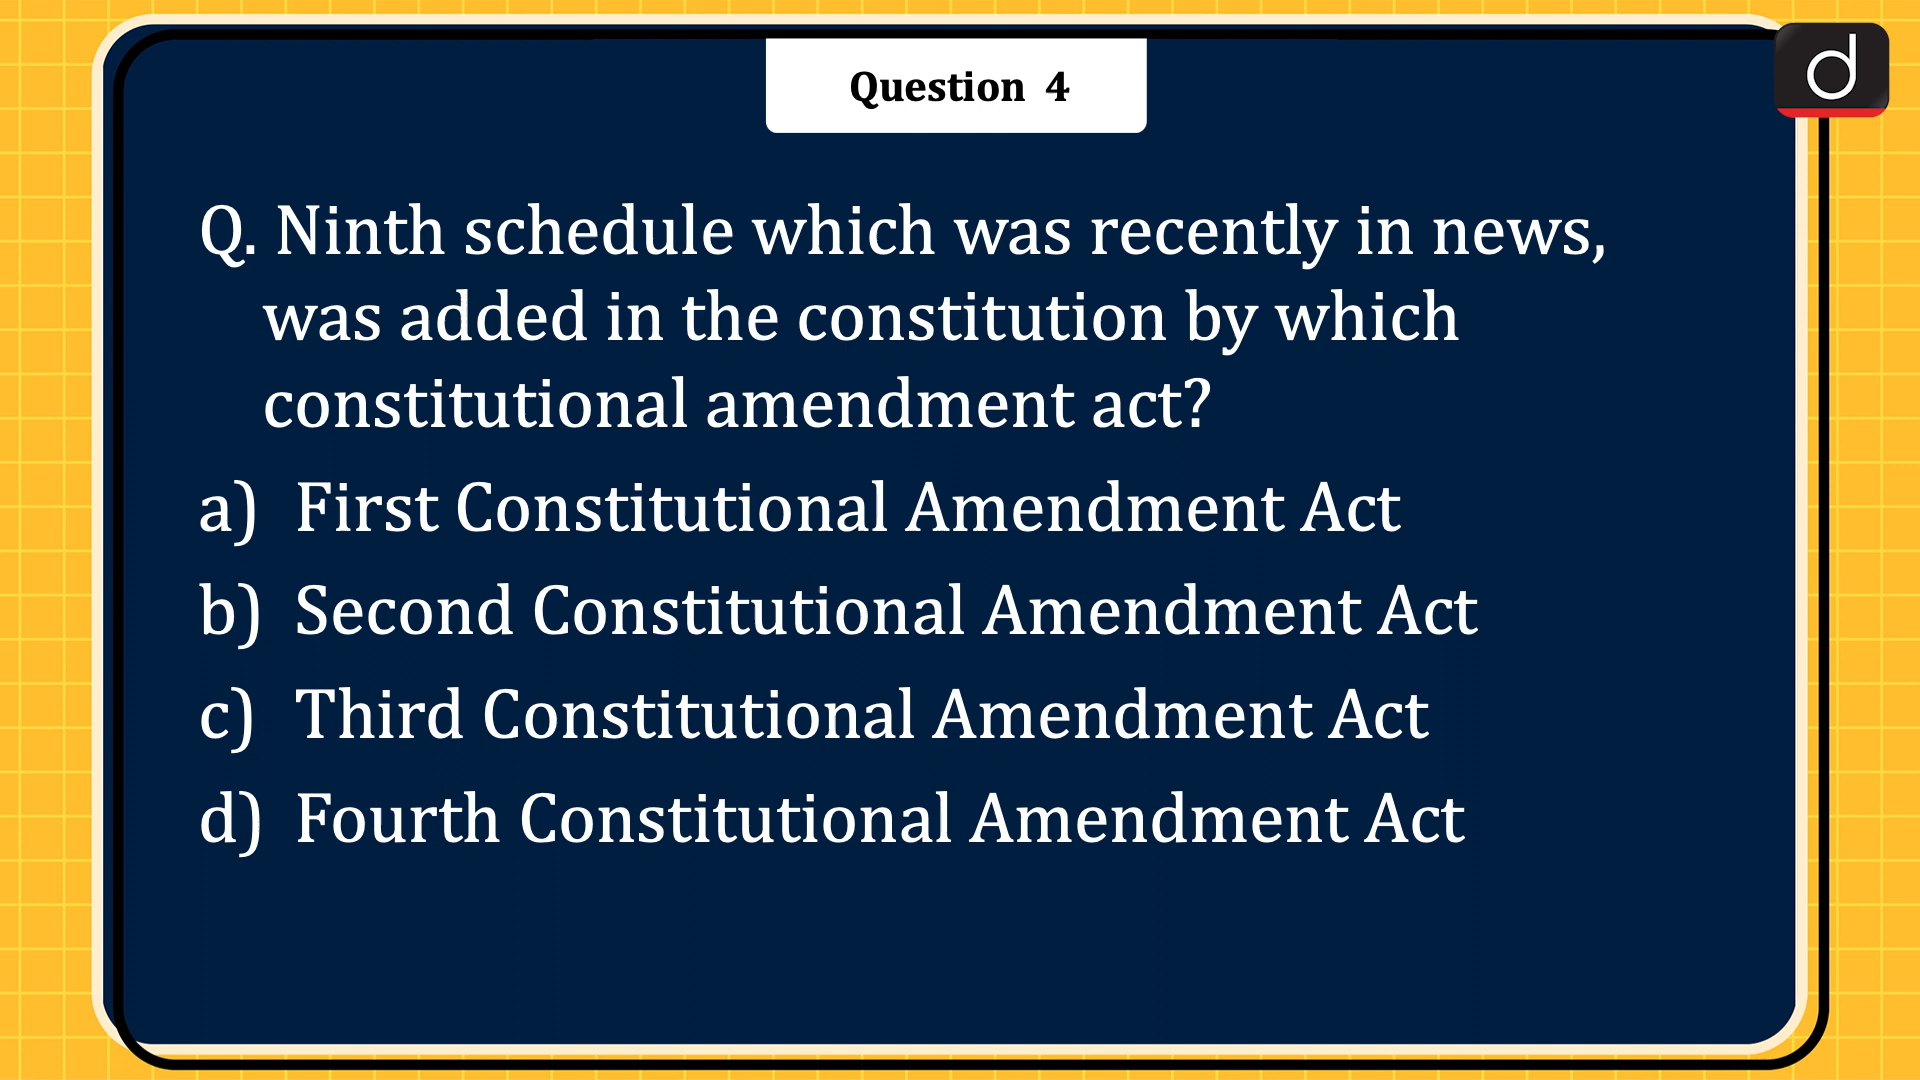 Question 4
d
Q. Ninth schedule which was recently in news,
was added in the constitution by which
constitutional amendment act?
a) First Constitutional Amendment Act
b) Second Constitutional Amendment Act
c) Third Constitutional Amendment Act
d) Fourth Constitutional Amendment Act